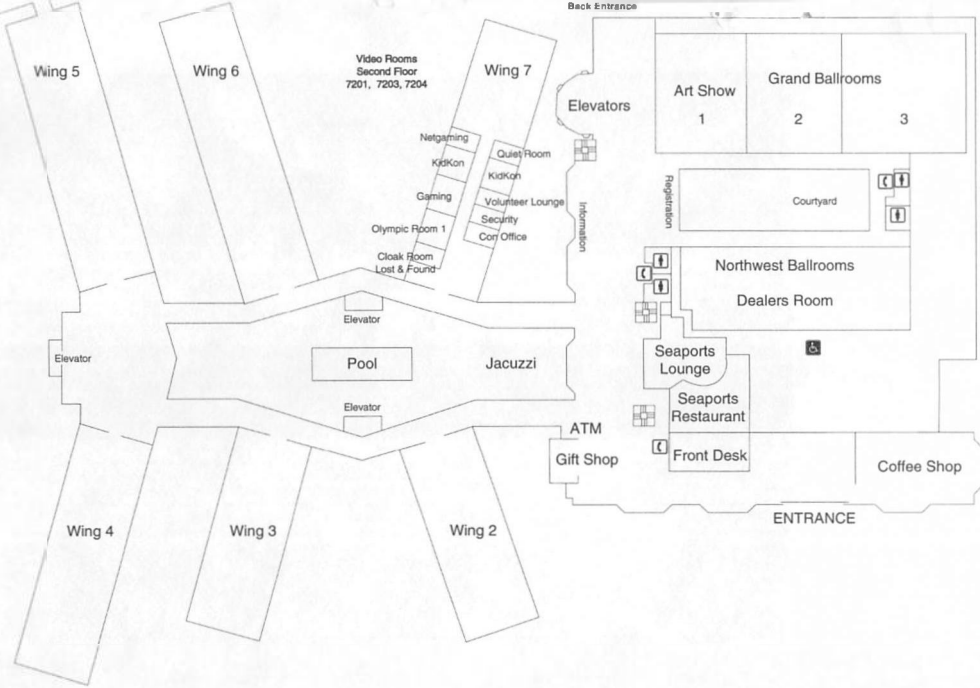 Back Entrance
Wing 5
Wing 6
Video Rooms
Second Floor
7201, 7203, 7204
Wing 7
Elevators
Art Show
1
Grand Ballrooms
2
3
Netgaming
KidKon
Gaming
Olympic Room 1
Cloak Room
Lost & Found
Quiet Room
KidKon
Volunteer Lounge
Security
Con Office
Information
Registration
Courtyard
Northwest Ballrooms
Dealers Room
Elevator
Elevator
Pool
Jacuzzi
Elevator
Seaports
Lounge
Seaports
Restaurant
ATM
Gift Shop
Front Desk
Coffee Shop
ENTRANCE
Wing 4
Wing 3
Wing 2